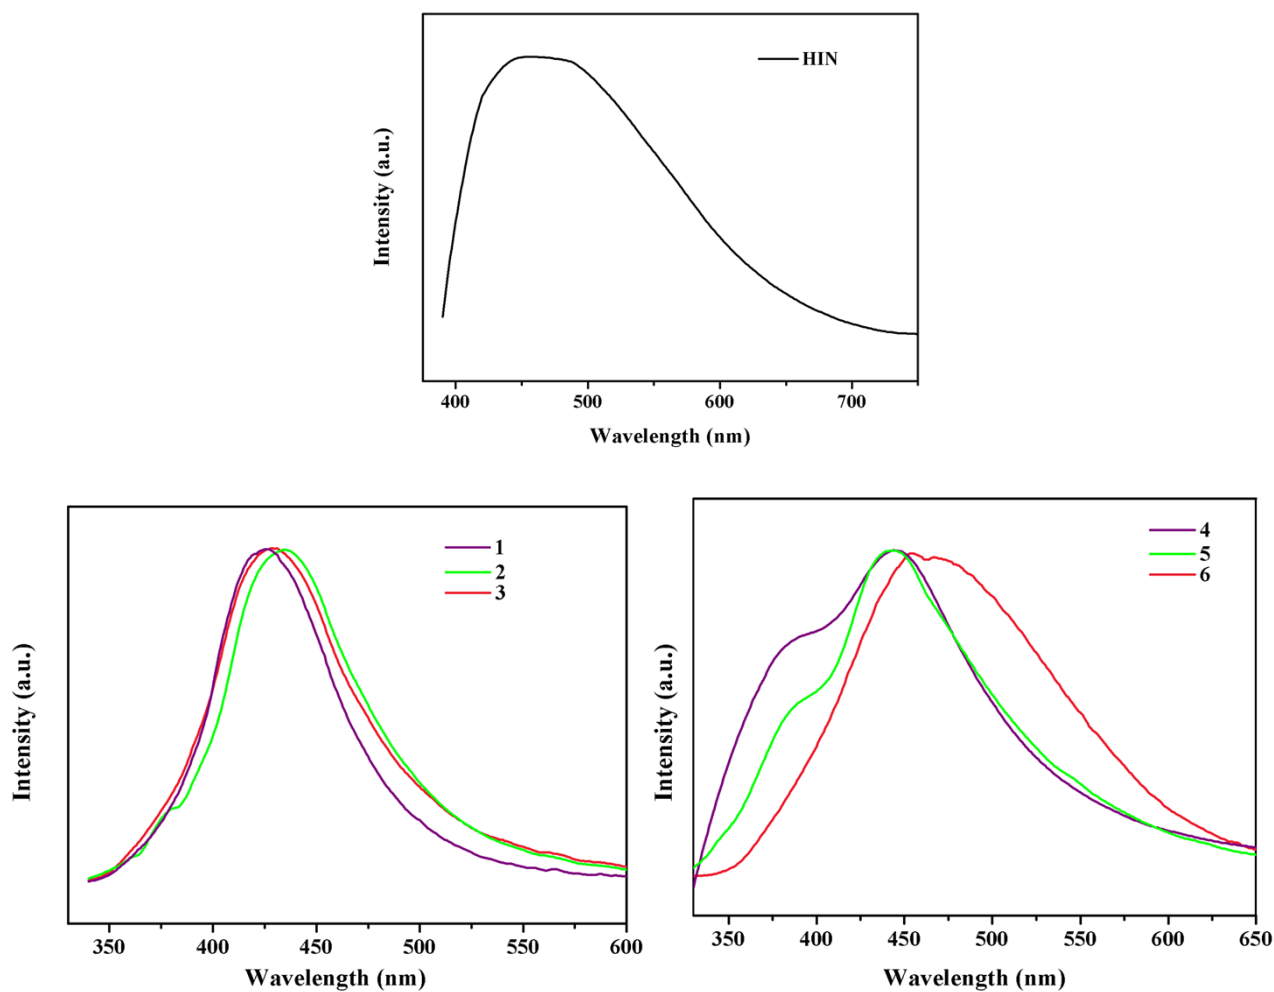 HIN
Intensity (a.u.)
400 500 600 700
Wavelength (nm)
1
2
3
Intensity (a.u.)
350 400 450 500 550 600
Wavelength (nm)
4
5
6
Intensity (a.u.)
350 400 450 500 550 600 650
Wavelength (nm)